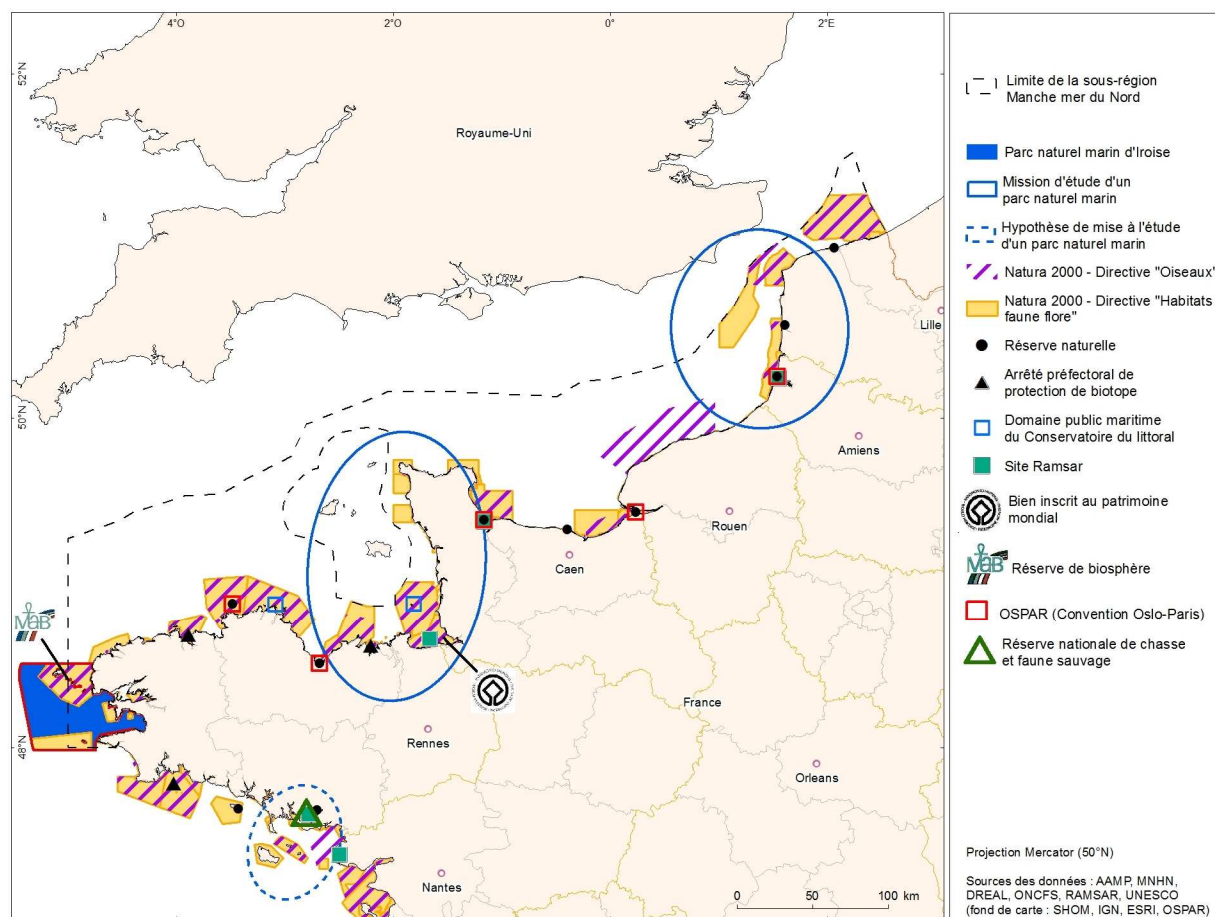 4°O
2°O
0°
2°E
52°N
50°N
48°N
Royaume-Uni
Lille
Amiens
Rouen
Caen
France
Rennes
Orleans
Nantes
MaB
0 50 100 km
Limite de la sous-région
Manche mer du Nord
Parc naturel marin d'Iroise
Mission d'étude d'un
parc naturel marin
Hypothèse de mise à l'étude
d'un parc naturel marin
Natura 2000 - Directive "Oiseaux"
Natura 2000 - Directive "Habitats
faune flore"
Réserve naturelle
Arrêté préfectoral de
protection de biotope
Domaine public maritime
du Conservatoire du littoral
Site Ramsar
Bien inscrit au patrimoine
mondial
MaB
Réserve de biosphère
OSPAR (Convention Oslo-Paris)
Réserve nationale de chasse
et faune sauvage
Projection Mercator (50°N)
Sources des données : AAMP, MNHN,
DREAL, ONCFS, RAMSAR, UNESCO
(fond de carte : SHOM, IGN, ESRI, OSPAR)